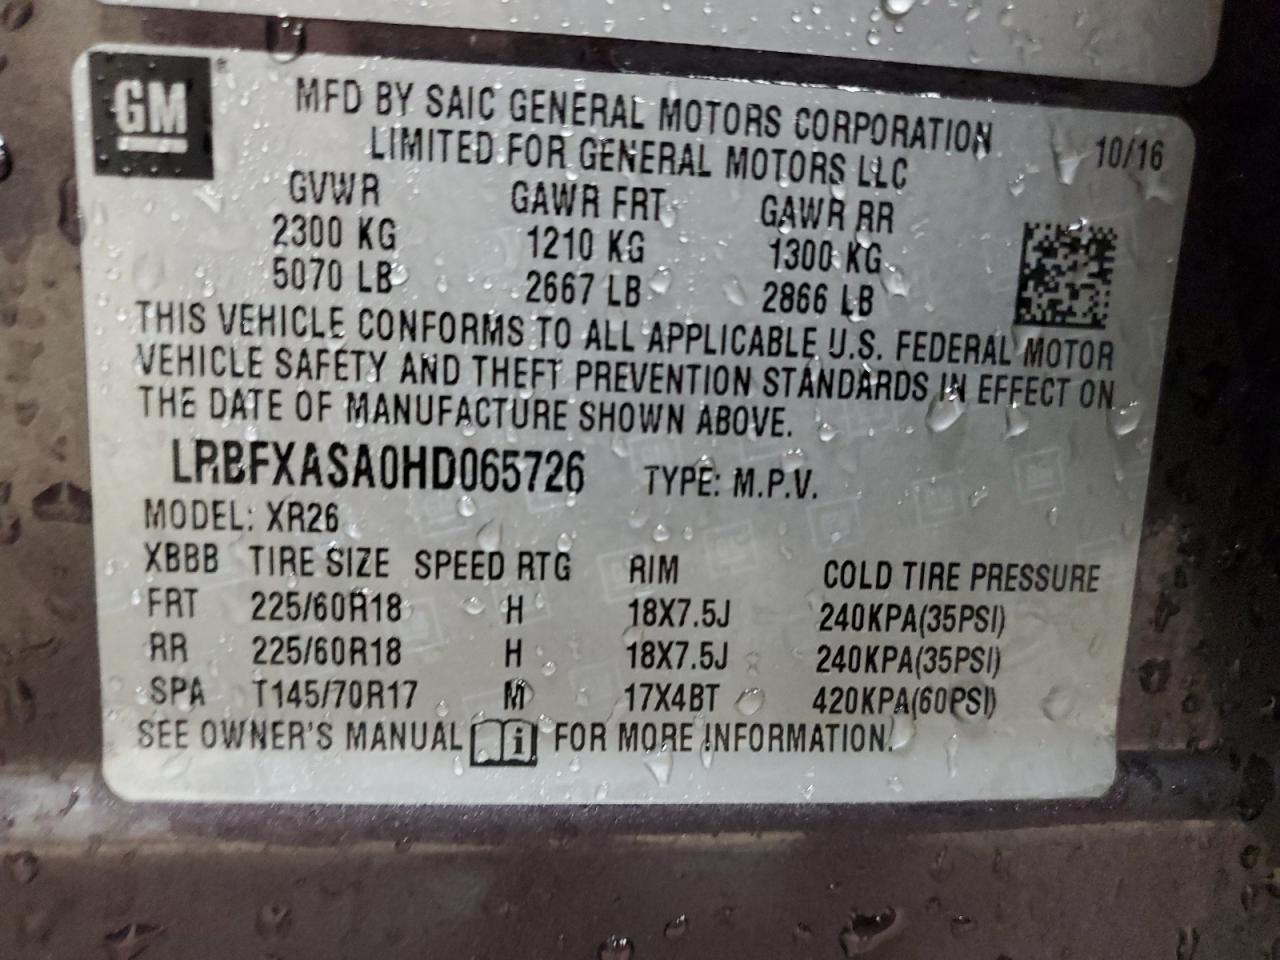 GM
MFD BY SAIC GENERAL MOTORS CORPORATION
LIMITED FOR GENERAL MOTORS LLC
10/16
GVWR GAWR FRT GAWR RR
2300 KG 1210 KG 1300 KG
5070 LB 2667 LB 2866 LB
THIS VEHICLE CONFORMS TO ALL APPLICABLE U.S. FEDERAL MOTOR
VEHICLE SAFETY AND THEFT PREVENTION STANDARDS IN EFFECT ON
THE DATE OF MANUFACTURE SHOWN ABOVE.
LRBFXASA0HD065726 TYPE: M.P.V.
MODEL: XR26
XBBB TIRE SIZE SPEED RTG RIM COLD TIRE PRESSURE
FRT 225/60R18 H 18X7.5J 240KPA(35PSI)
RR 225/60R18 H 18X7.5J 240KPA(35PSI)
SPA T145/70R17 M 17X4BT 420KPA(60PSI)
SEE OWNER'S MANUAL i FOR MORE INFORMATION.